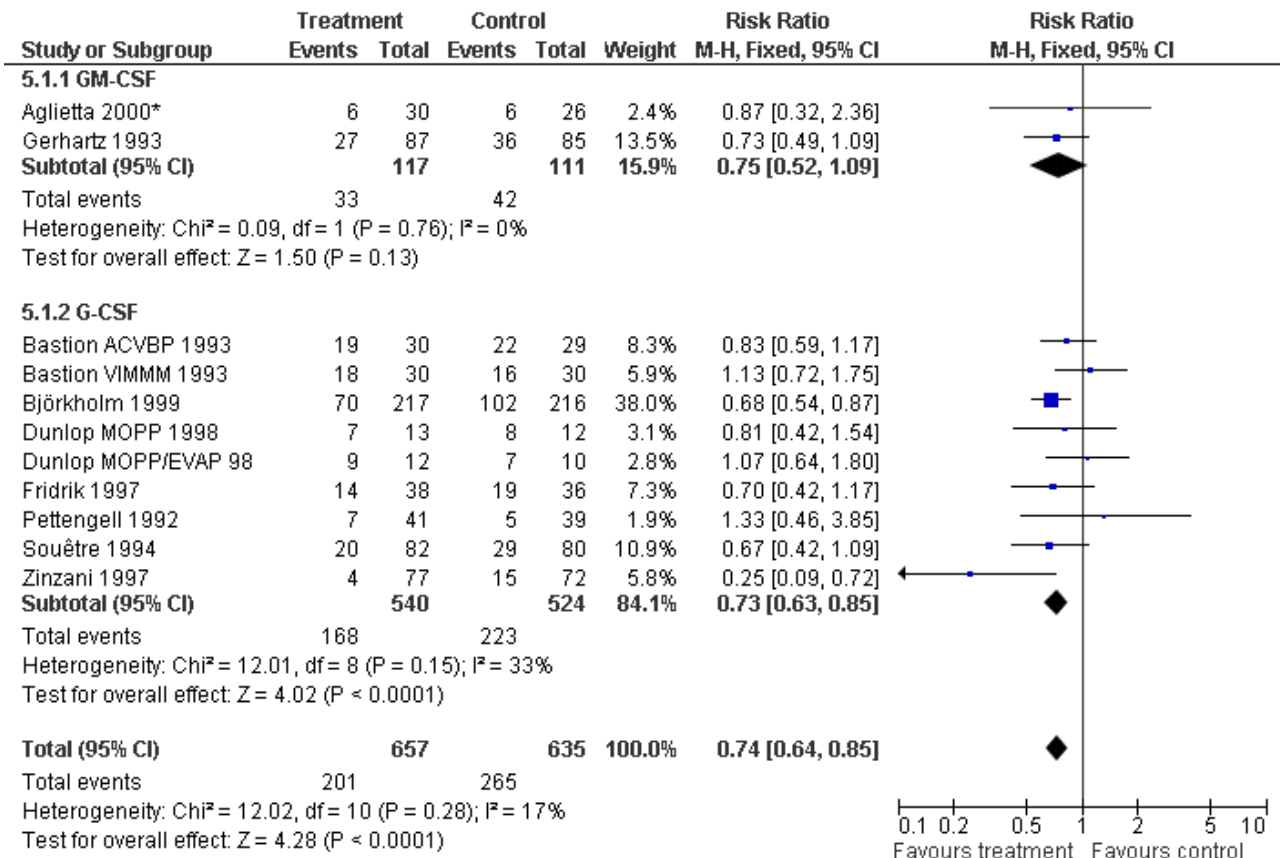 Treatment Control Risk Ratio Risk Ratio
Study or Subgroup Events Total Events Total Weight M-H, Fixed, 95% CI M-H, Fixed, 95% CI
5.1.1 GM-CSF
Aglietta 2000* 6 30 6 26 2.4% 0.87 [0.32, 2.36]
Gerhartz 1993 27 87 36 85 13.5% 0.73 [0.49, 1.09]
Subtotal (95% CI) 117 111 15.9% 0.75 [0.52, 1.09]
Total events 33 42
Heterogeneity: Chi² = 0.09, df = 1 (P = 0.76); I² = 0%
Test for overall effect: Z = 1.50 (P = 0.13)
5.1.2 G-CSF
Bastion ACVBP 1993 19 30 22 29 8.3% 0.83 [0.59, 1.17]
Bastion VIMMM 1993 18 30 16 30 5.9% 1.13 [0.72, 1.75]
Björkholm 1999 70 217 102 216 38.0% 0.68 [0.54, 0.87]
Dunlop MOPP 1998 7 13 8 12 3.1% 0.81 [0.42, 1.54]
Dunlop MOPP/EVAP 98 9 12 7 10 2.8% 1.07 [0.64, 1.80]
Fridrik 1997 14 38 19 36 7.3% 0.70 [0.42, 1.17]
Pettengell 1992 7 41 5 39 1.9% 1.33 [0.46, 3.85]
Souêtre 1994 20 82 29 80 10.9% 0.67 [0.42, 1.09]
Zinzani 1997 4 77 15 72 5.8% 0.25 [0.09, 0.72]
Subtotal (95% CI) 540 524 84.1% 0.73 [0.63, 0.85]
Total events 168 223
Heterogeneity: Chi² = 12.01, df = 8 (P = 0.15); I² = 33%
Test for overall effect: Z = 4.02 (P < 0.0001)
Total (95% CI) 657 635 100.0% 0.74 [0.64, 0.85]
Total events 201 265
Heterogeneity: Chi² = 12.02, df = 10 (P = 0.28); I² = 17%
Test for overall effect: Z = 4.28 (P < 0.0001)
0.1 0.2 0.5 1 2 5 10
Favours treatment Favours control